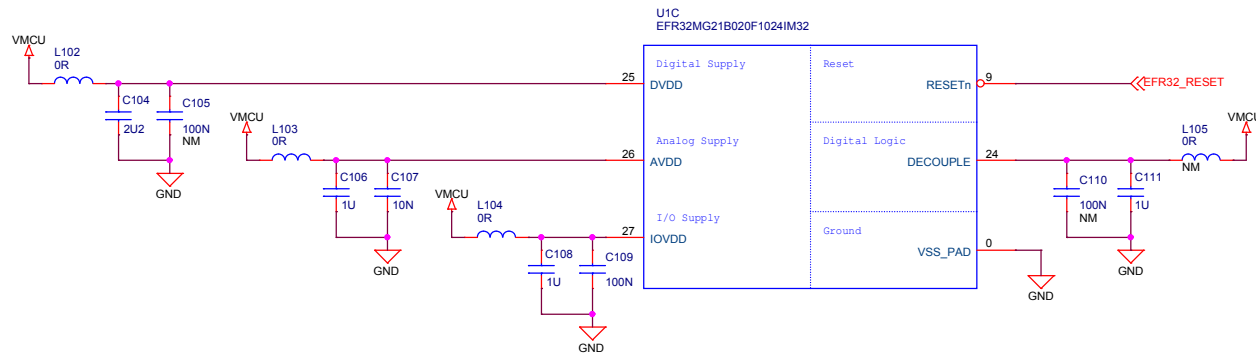 U1C
EFR32MG21B020F1024IM32
VMCU
L102
0R
Digital Supply
Reset
25
DVDD
RESETn
9
EFR32_RESET
C104
2U2
C105
100N
NM
GND
VMCU
L103
0R
Analog Supply
Digital Logic
26
AVDD
DECOUPLE
24
L105
0R
NM
VMCU
C106
1U
C107
10N
GND
C110
100N
NM
C111
1U
GND
VMCU
L104
0R
I/O Supply
Ground
27
IOVDD
VSS_PAD
0
GND
C108
1U
C109
100N
GND